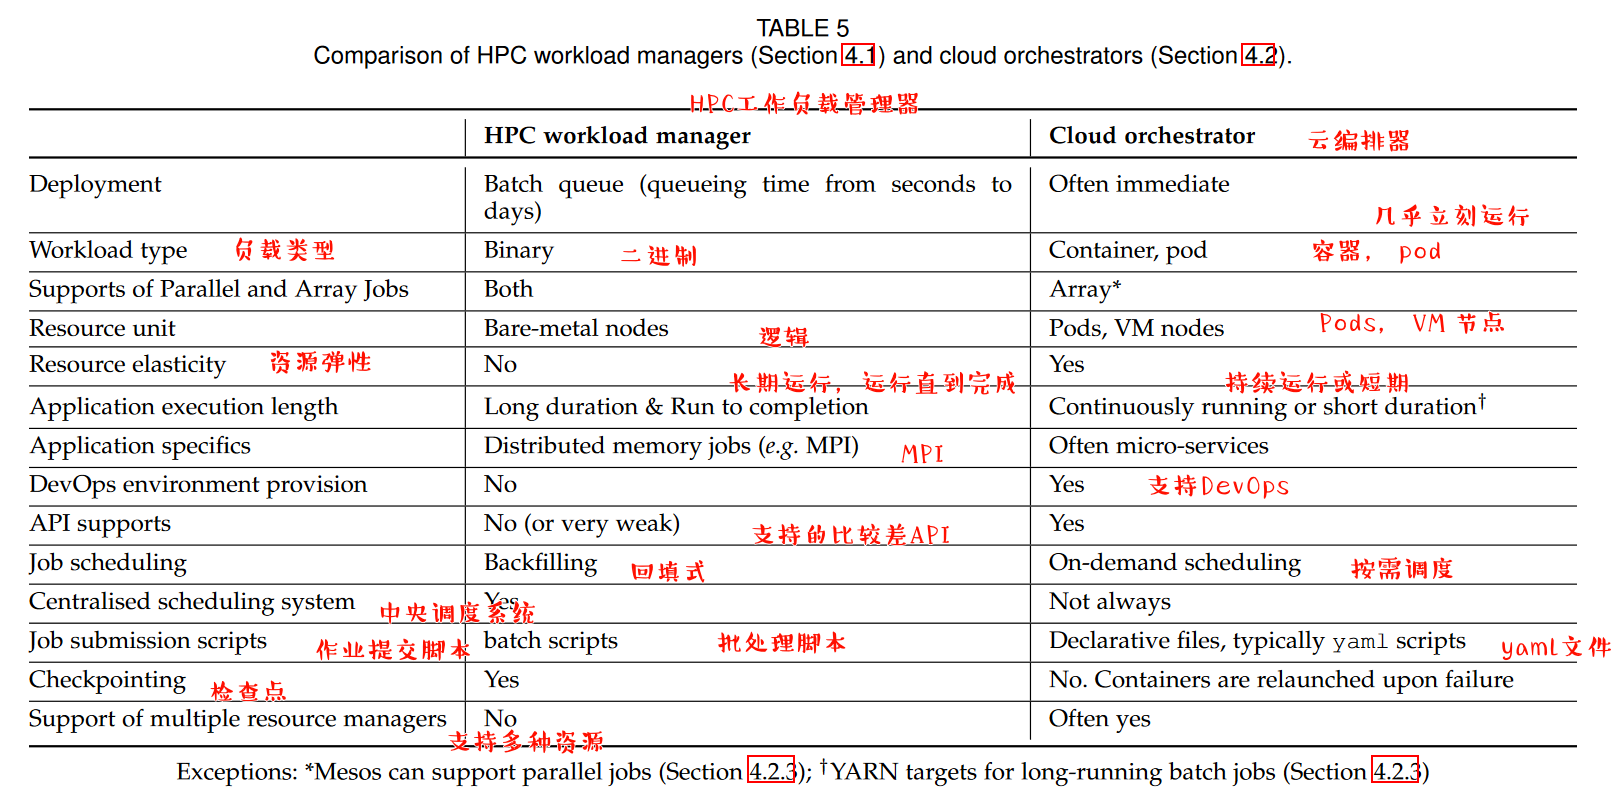 TABLE 5
Comparison of HPC workload managers (Section 4.1) and cloud orchestrators (Section 4.2).
HPC工作负载管理器
HPC workload manager Cloud orchestrator 云编排器
Deployment Batch queue (queueing time from seconds to Often immediate
days) 几乎立刻运行
Workload type 负载类型 Binary 二进制 Container, pod 容器， pod
Supports of Parallel and Array Jobs Both Array*
Resource unit Bare-metal nodes 逻辑 Pods, VM nodes Pods， VM 节点
Resource elasticity 资源弹性 No Yes
长期运行，运行直到完成 持续运行或短期
Application execution length Long duration & Run to completion Continuously running or short duration†
Application specifics Distributed memory jobs (e.g. MPI) MPI Often micro-services
DevOps environment provision No Yes 支持DevOps
API supports No (or very weak) 支持的比较差API Yes
Job scheduling Backfilling 回填式 On-demand scheduling 按需调度
Centralised scheduling system 中央调度系统 Yes Not always
Job submission scripts 作业提交脚本 batch scripts 批处理脚本 Declarative files, typically yaml scripts yaml文件
Checkpointing 检查点 Yes No. Containers are relaunched upon failure
Support of multiple resource managers No Often yes
支持多种资源
Exceptions: *Mesos can support parallel jobs (Section 4.2.3); †YARN targets for long-running batch jobs (Section 4.2.3)